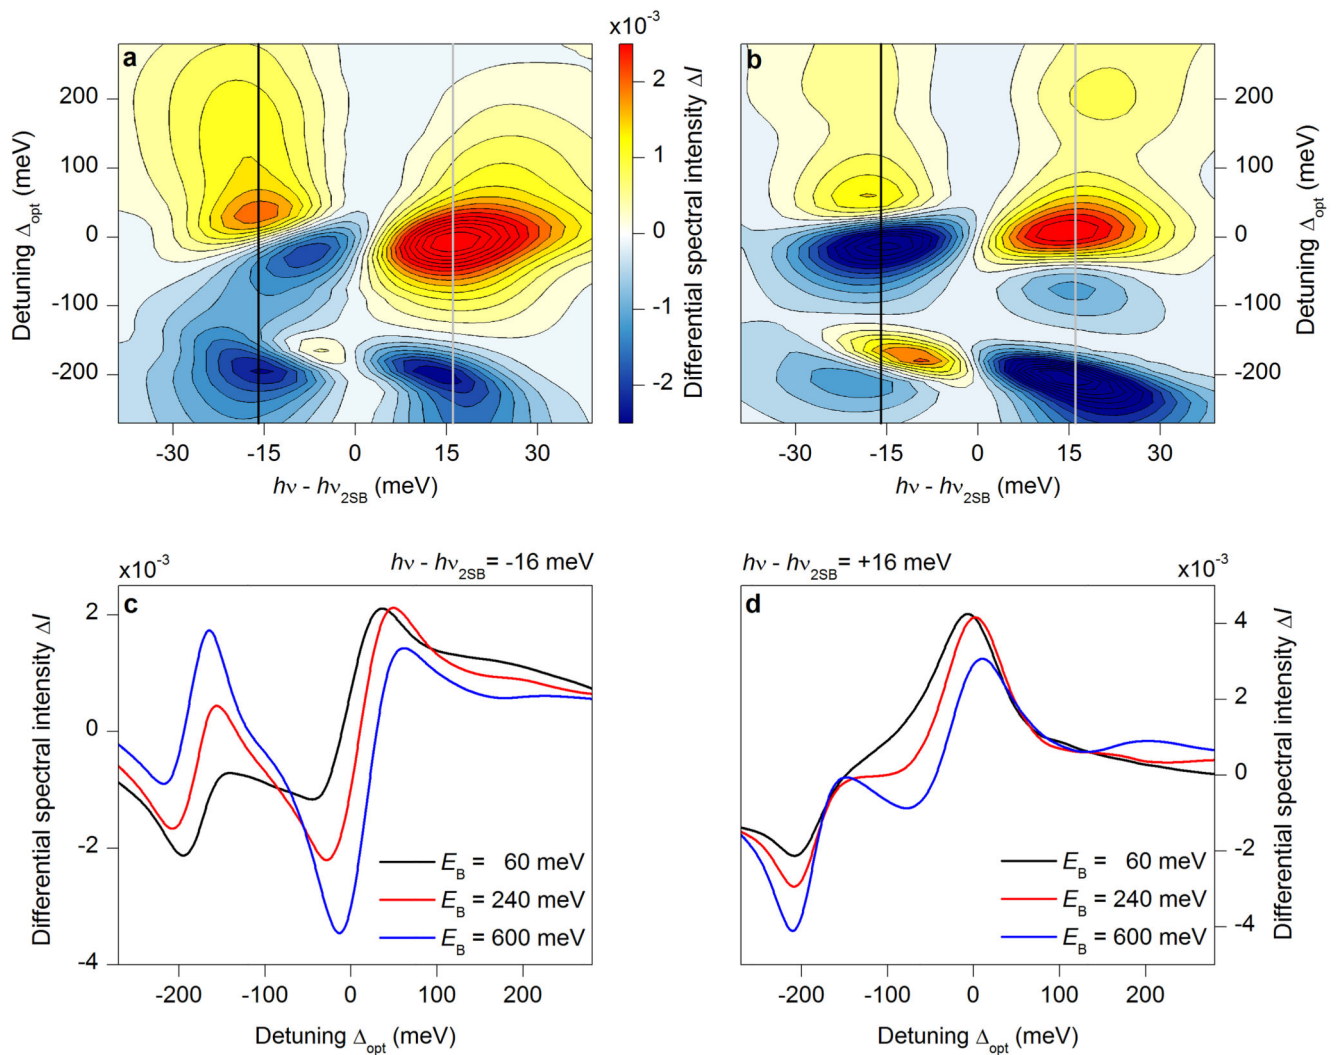 a
200
100
0
-100
-200
Detuning Δopt (meV)
-30 -15 0 15 30
hν - hν2SB (meV)
x10-3
2
1
0
-1
-2
Differential spectral intensity ΔI
b
200
100
0
-100
-200
Detuning Δopt (meV)
-30 -15 0 15 30
hν - hν2SB (meV)
x10-3
hν - hν2SB = -16 meV
c
2
0
-2
-4
Differential spectral intensity ΔI
EB = 60 meV
EB = 240 meV
EB = 600 meV
-200 -100 0 100 200
Detuning Δopt (meV)
hν - hν2SB = +16 meV
x10-3
d
4
2
0
-2
-4
Differential spectral intensity ΔI
EB = 60 meV
EB = 240 meV
EB = 600 meV
-200 -100 0 100 200
Detuning Δopt (meV)